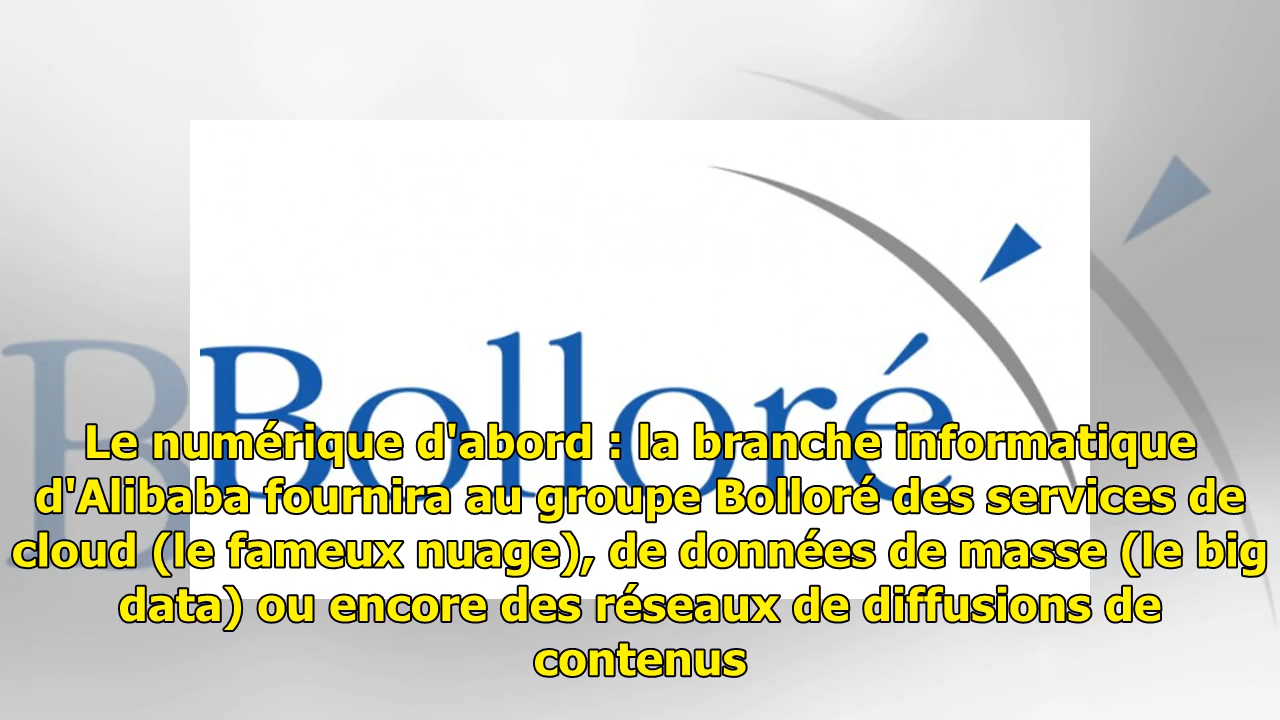 Bolloré
Le numérique d'abord : la branche informatique
d'Alibaba fournira au groupe Bolloré des services de
cloud (le fameux nuage), de données de masse (le big
data) ou encore des réseaux de diffusions de
contenus